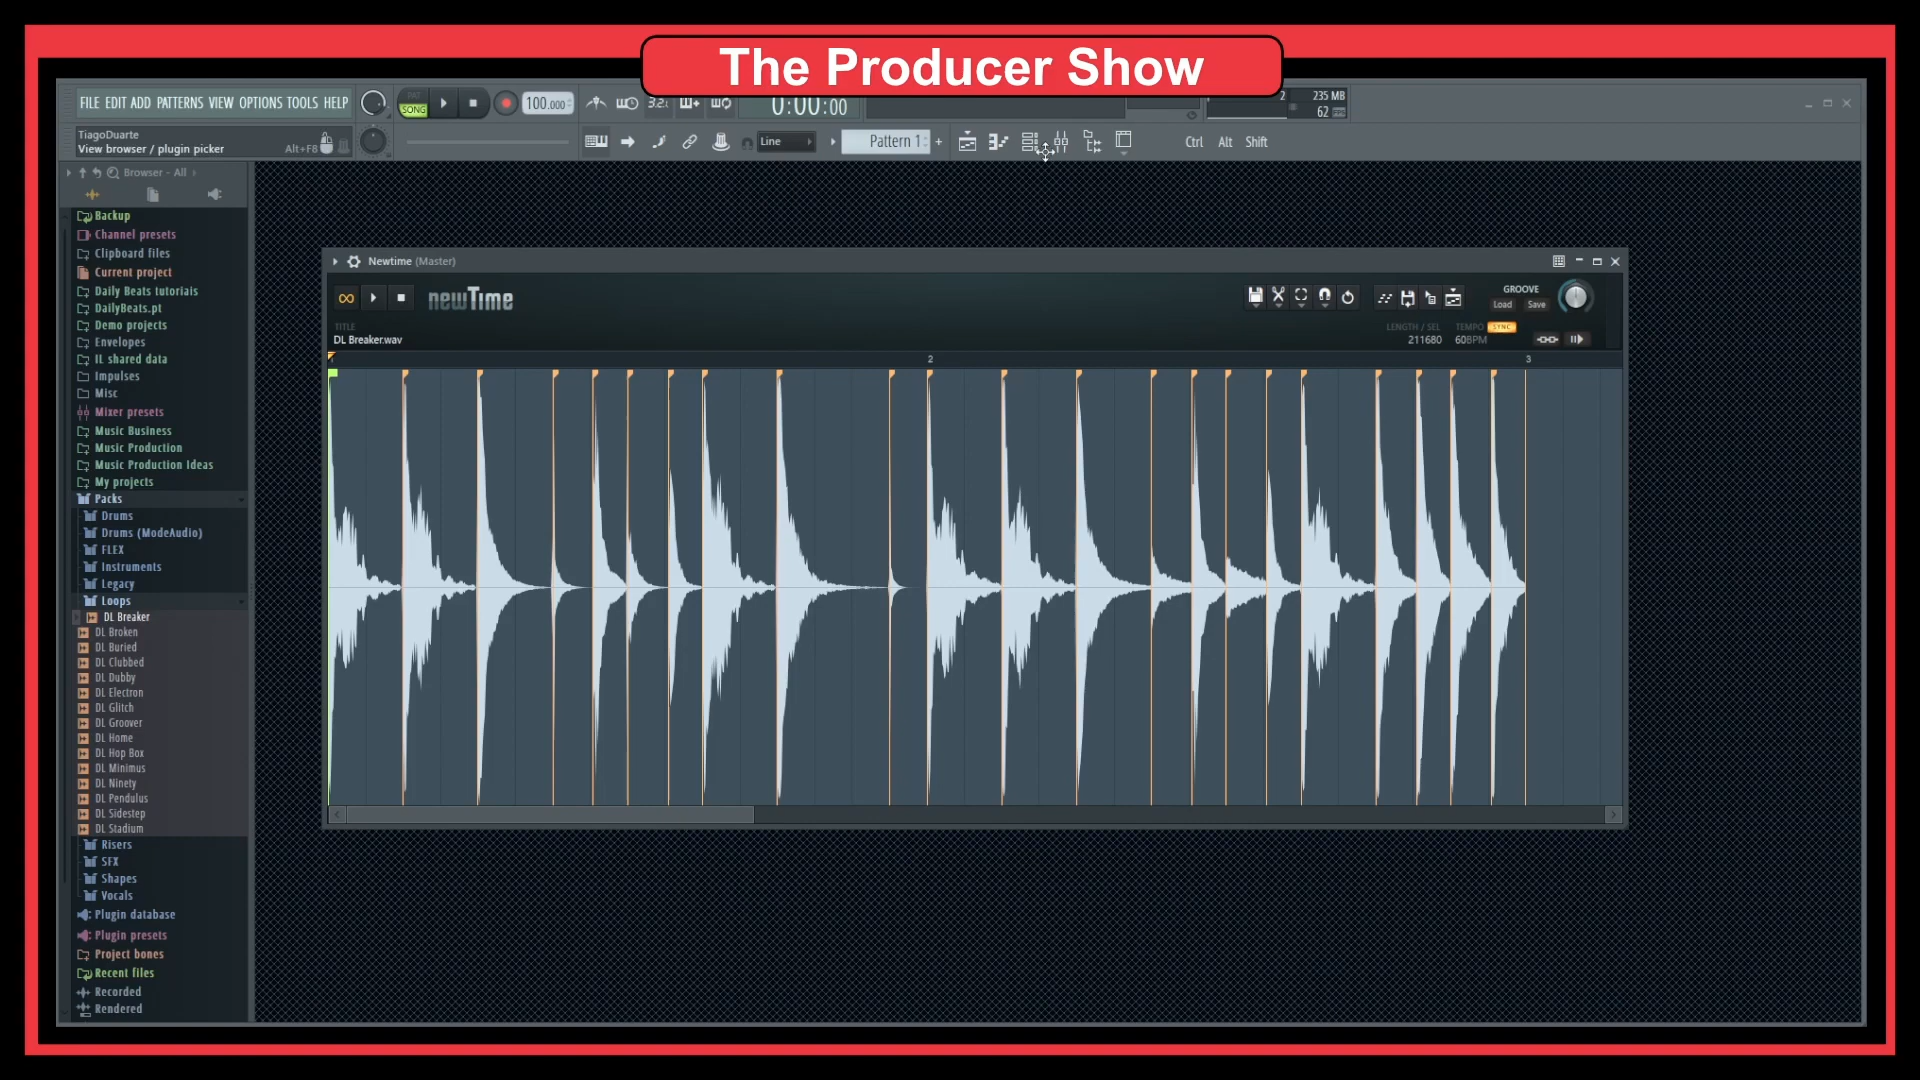 The Producer Show
FILE EDIT ADD PATTERNS VIEW OPTIONS TOOLS HELP
PAT
SONG
100.000
3.2.
0:00:00
2
235 MB
62
TiagoDuarte
View browser / plugin picker
Alt+F8
Line
Pattern 1
+
Ctrl Alt Shift
Browser - All
Backup
Channel presets
Clipboard files
Current project
Daily Beats tutoriais
DailyBeats.pt
Demo projects
Envelopes
IL shared data
Impulses
Misc
Mixer presets
Music Business
Music Production
Music Production Ideas
My projects
Packs
Drums
Drums (ModeAudio)
FLEX
Instruments
Legacy
Loops
DL Breaker
DL Broken
DL Buried
DL Clubbed
DL Dubby
DL Electron
DL Glitch
DL Groover
DL Home
DL Hop Box
DL Minimus
DL Ninety
DL Pendulus
DL Sidestep
DL Stadium
Risers
SFX
Shapes
Vocals
Plugin database
Plugin presets
Project bones
Recent files
Recorded
Rendered
Newtime (Master)
newTime
GROOVE
Load Save
TITLE
DL Breaker.wav
LENGTH / SEL
211680
TEMPO SYNC
60BPM
2
3